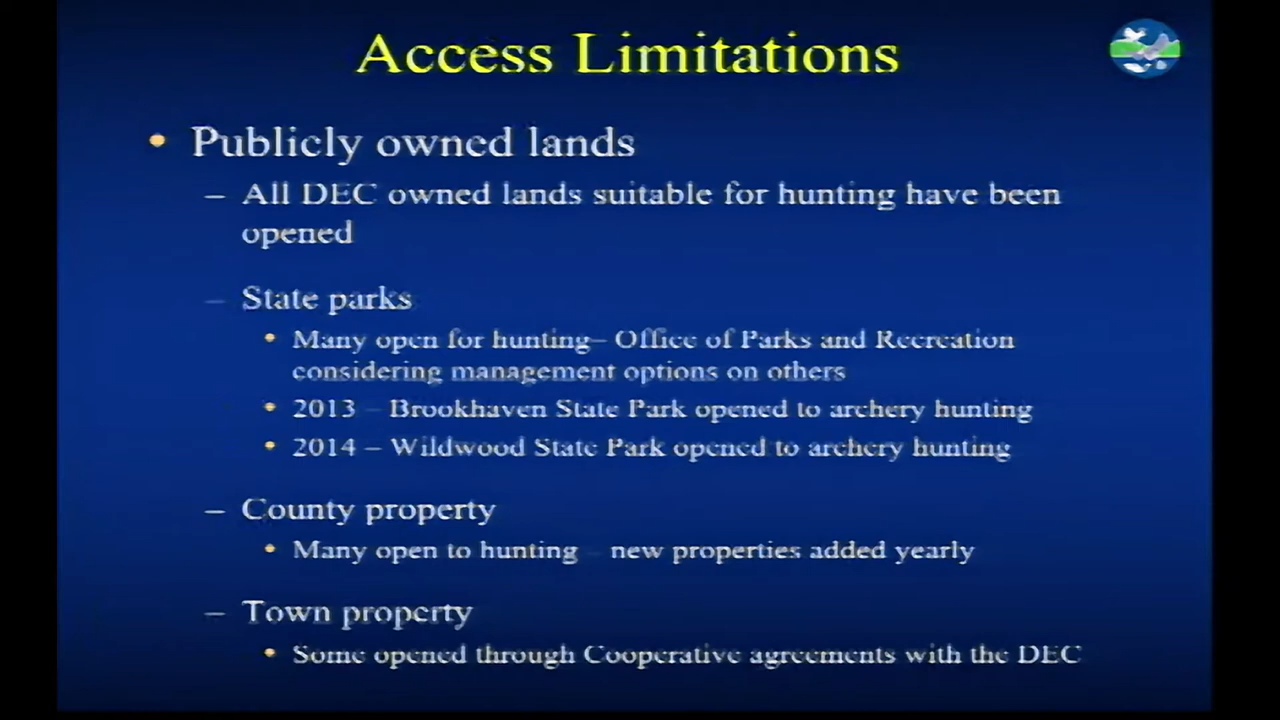 Access Limitations
• Publicly owned lands
– All DEC owned lands suitable for hunting have been
opened
– State parks
• Many open for hunting– Office of Parks and Recreation
considering management options on others
• 2013 – Brookhaven State Park opened to archery hunting
• 2014 – Wildwood State Park opened to archery hunting
– County property
• Many open to hunting – new properties added yearly
– Town property
• Some opened through Cooperative agreements with the DEC